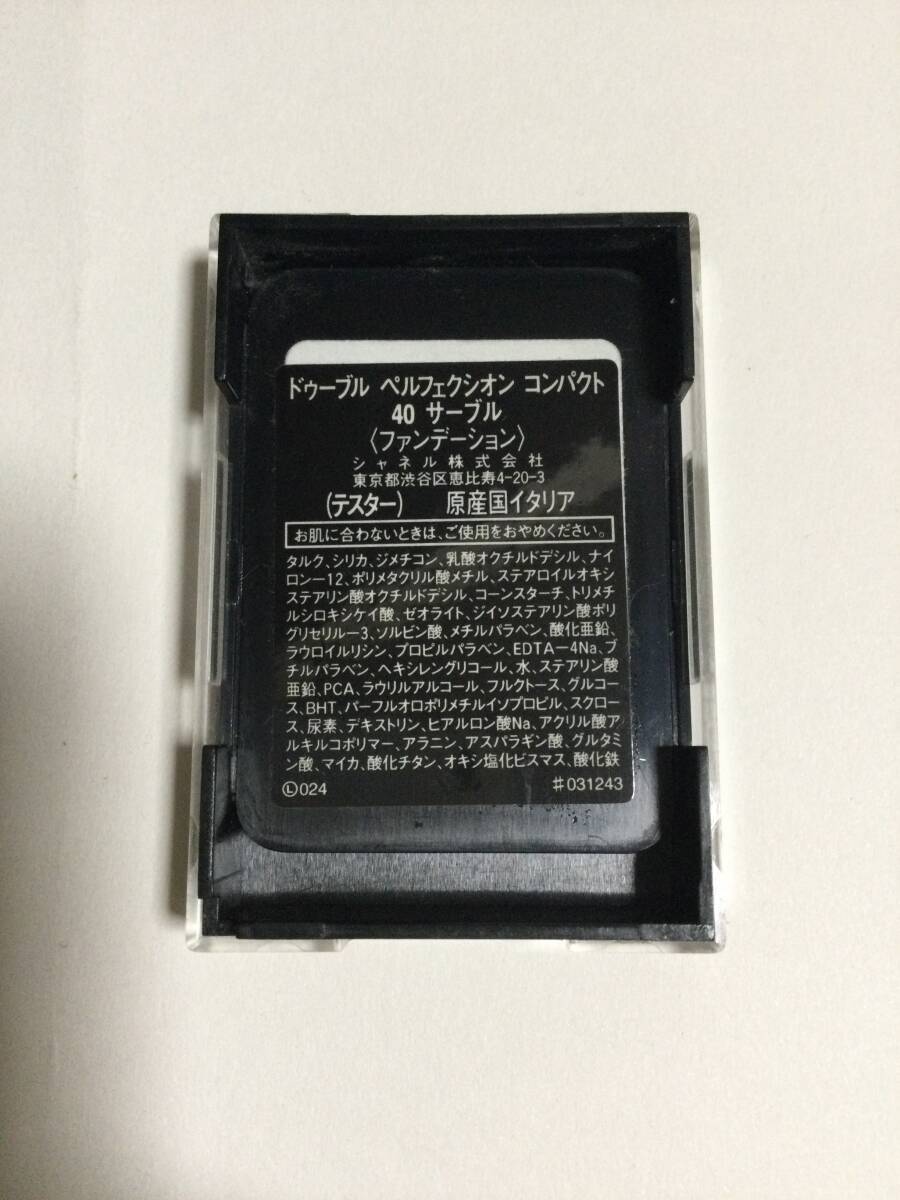 ドゥーブル ペルフェクシオン コンパクト
40 サーブル
〈ファンデーション〉
シャネル株式会社
東京都渋谷区恵比寿4-20-3
(テスター) 原産国イタリア
お肌に合わないときは、ご使用をおやめください。
タルク、シリカ、ジメチコン、乳酸オクチルドデシル、ナイ
ロン―12、ポリメタクリル酸メチル、ステアロイルオキシ
ステアリン酸オクチルドデシル、コーンスターチ、トリメチ
ルシロキシケイ酸、ゼオライト、ジイソステアリン酸ポリ
グリセリル―3、ソルビン酸、メチルパラベン、酸化亜鉛、
ラウロイルリシン、プロピルパラベン、EDTA―4Na、ブ
チルパラベン、ヘキシレングリコール、水、ステアリン酸
亜鉛、PCA、ラウリルアルコール、フルクトース、グルコー
ス、BHT、パーフルオロポリメチルイソプロピル、スクロー
ス、尿素、デキストリン、ヒアルロン酸Na、アクリル酸ア
ルキルコポリマー、アラニン、アスパラギン酸、グルタミ
ン酸、マイカ、酸化チタン、オキシ塩化ビスマス、酸化鉄
Ⓛ024 ♯031243